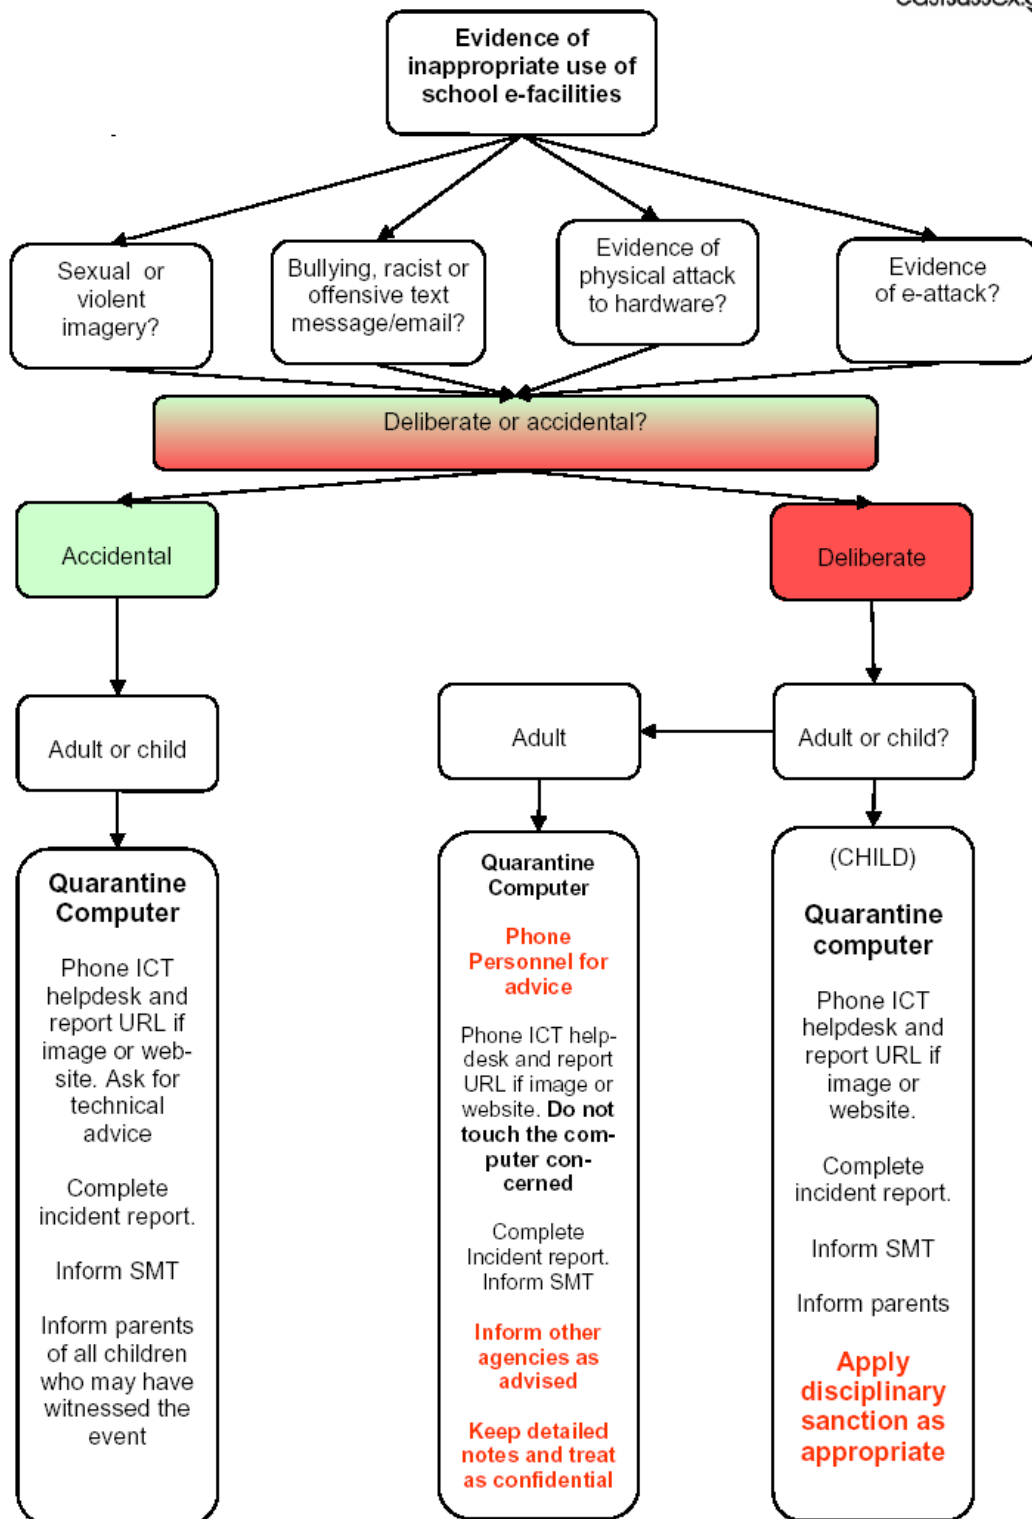 Evidence of
inappropriate use of
school e-facilities
Sexual or
violent
imagery?
Bullying, racist or
offensive text
message/email?
Evidence of
physical attack
to hardware?
Evidence
of e-attack?
Deliberate or accidental?
Accidental
Deliberate
Adult or child
Adult
Adult or child?
Quarantine
Computer
Phone ICT
helpdesk and
report URL if
image or web-
site. Ask for
technical
advice
Complete
incident report.
Inform SMT
Inform parents
of all children
who may have
witnessed the
event
Quarantine
Computer
Phone
Personnel for
advice
Phone ICT help-
desk and report
URL if image or
website. Do not
touch the com-
puter con-
cerned
Complete
Incident report.
Inform SMT
Inform other
agencies as
advised
Keep detailed
notes and treat
as confidential
(CHILD)
Quarantine
computer
Phone ICT
helpdesk and
report URL if
image or
website.
Complete
incident report.
Inform SMT
Inform parents
Apply
disciplinary
sanction as
appropriate